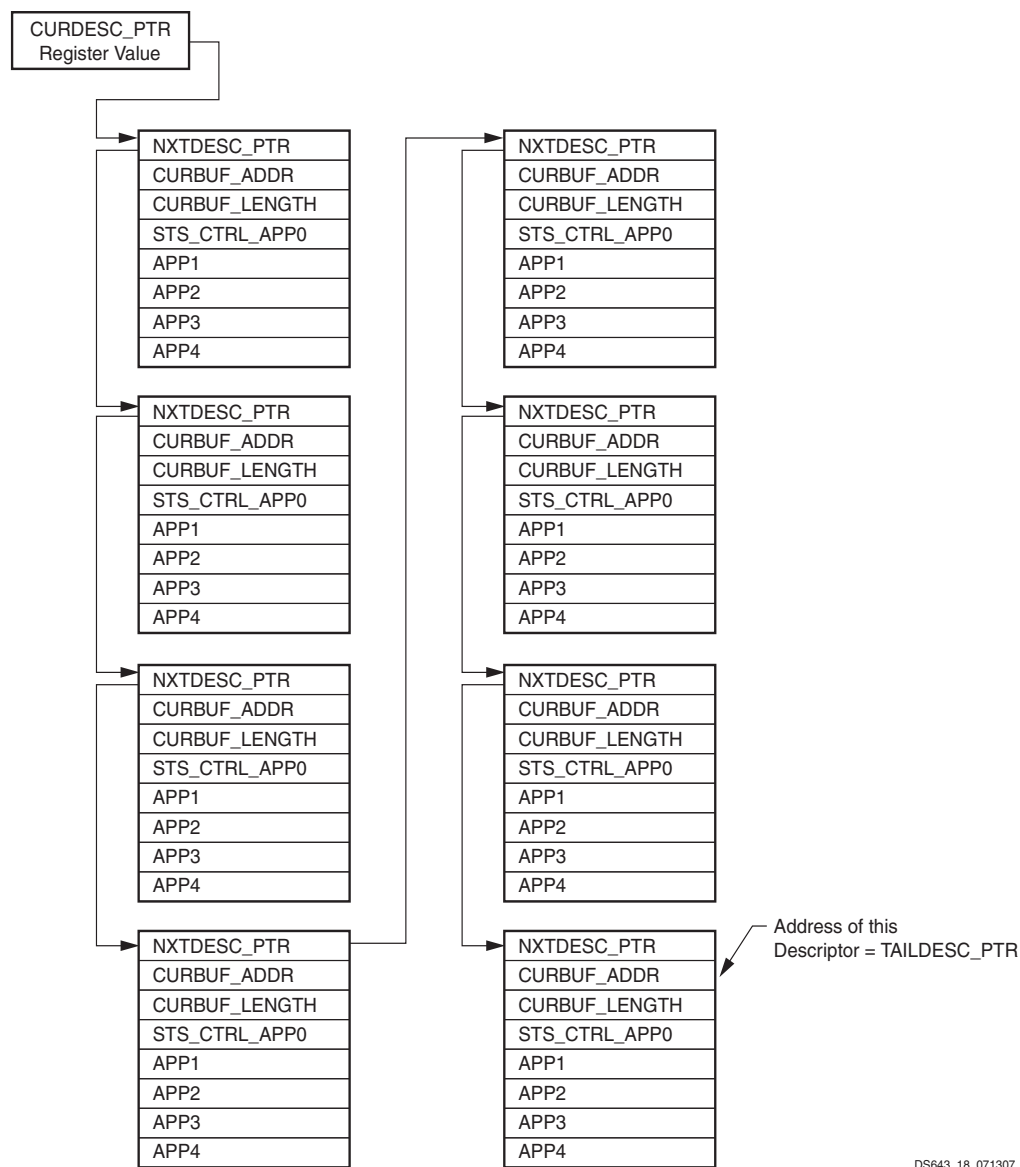 CURDESC_PTR
Register Value
NXTDESC_PTR
CURBUF_ADDR
CURBUF_LENGTH
STS_CTRL_APP0
APP1
APP2
APP3
APP4
NXTDESC_PTR
CURBUF_ADDR
CURBUF_LENGTH
STS_CTRL_APP0
APP1
APP2
APP3
APP4
NXTDESC_PTR
CURBUF_ADDR
CURBUF_LENGTH
STS_CTRL_APP0
APP1
APP2
APP3
APP4
NXTDESC_PTR
CURBUF_ADDR
CURBUF_LENGTH
STS_CTRL_APP0
APP1
APP2
APP3
APP4
NXTDESC_PTR
CURBUF_ADDR
CURBUF_LENGTH
STS_CTRL_APP0
APP1
APP2
APP3
APP4
NXTDESC_PTR
CURBUF_ADDR
CURBUF_LENGTH
STS_CTRL_APP0
APP1
APP2
APP3
APP4
NXTDESC_PTR
CURBUF_ADDR
CURBUF_LENGTH
STS_CTRL_APP0
APP1
APP2
APP3
APP4
NXTDESC_PTR
CURBUF_ADDR
CURBUF_LENGTH
STS_CTRL_APP0
APP1
APP2
APP3
APP4
Address of this
Descriptor = TAILDESC_PTR
DS643_18_071307